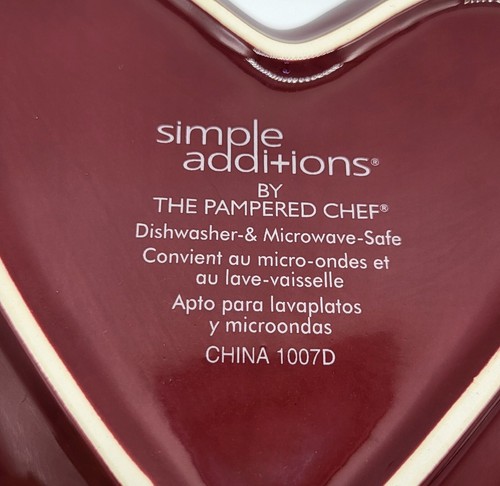 simple
additions®
BY
THE PAMPERED CHEF®
Dishwasher-& Microwave-Safe
Convient au micro-ondes et
au lave-vaisselle
Apto para lavaplatos
y microondas
CHINA 1007D